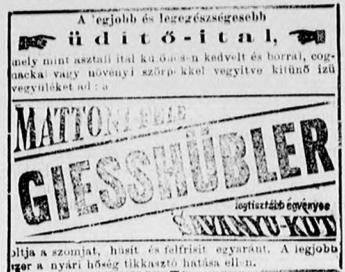 A legjobb és legegészségesebb
üdítő-ital,
mely mint asztali ital különösen kedvelt és borral, cog-
nackal vagy növényi szörpökkel vegyitve kitünő izü
vegyüléket ad :
MATTONI-FÉLE
GIESSHÜBLER
legtisztább égvényes
SAVANYU-KUT
oltja a szomjat, hüsit és felfrisit egyaránt. A legjobb
szer a nyári hőség tikkasztó hatása ellen.